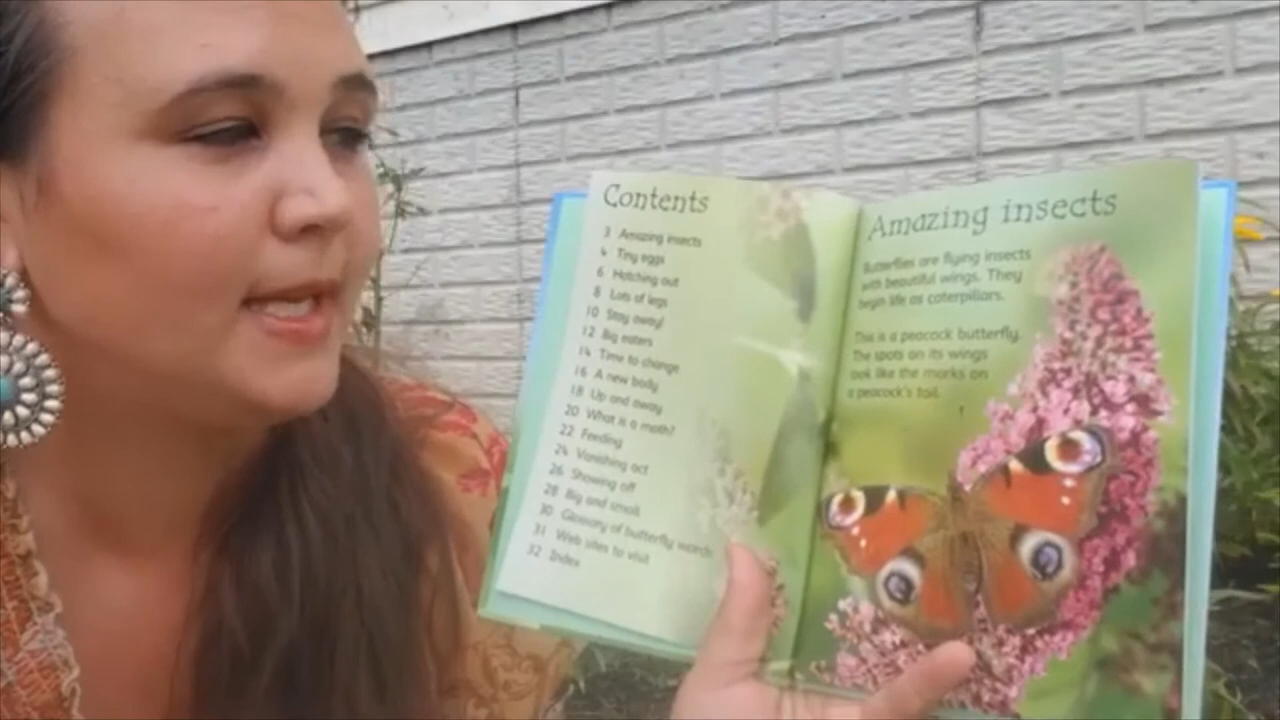 Contents
3 Amazing insects
4 Tiny eggs
6 Hatching out
8 Lots of legs
10 Stay away!
12 Big eaters
14 Time to change
16 A new body
18 Up and away
20 What is a moth?
22 Feeding
24 Vanishing act
26 Showing off
28 Big and small
30 Glossary of butterfly words
31 Web sites to visit
32 Index
Amazing insects
Butterflies are flying insects
with beautiful wings. They
begin life as caterpillars.
This is a peacock butterfly.
The spots on its wings
look like the marks on
a peacock's tail.